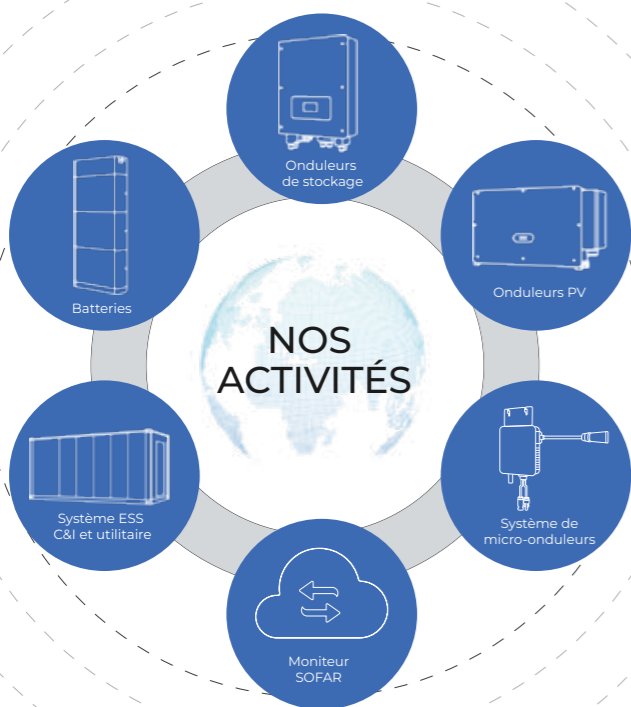 Onduleurs
de stockage
Batteries
Onduleurs PV
NOS
ACTIVITÉS
Système ESS
C&I et utilitaire
Système de
micro-onduleurs
Moniteur
SOFAR